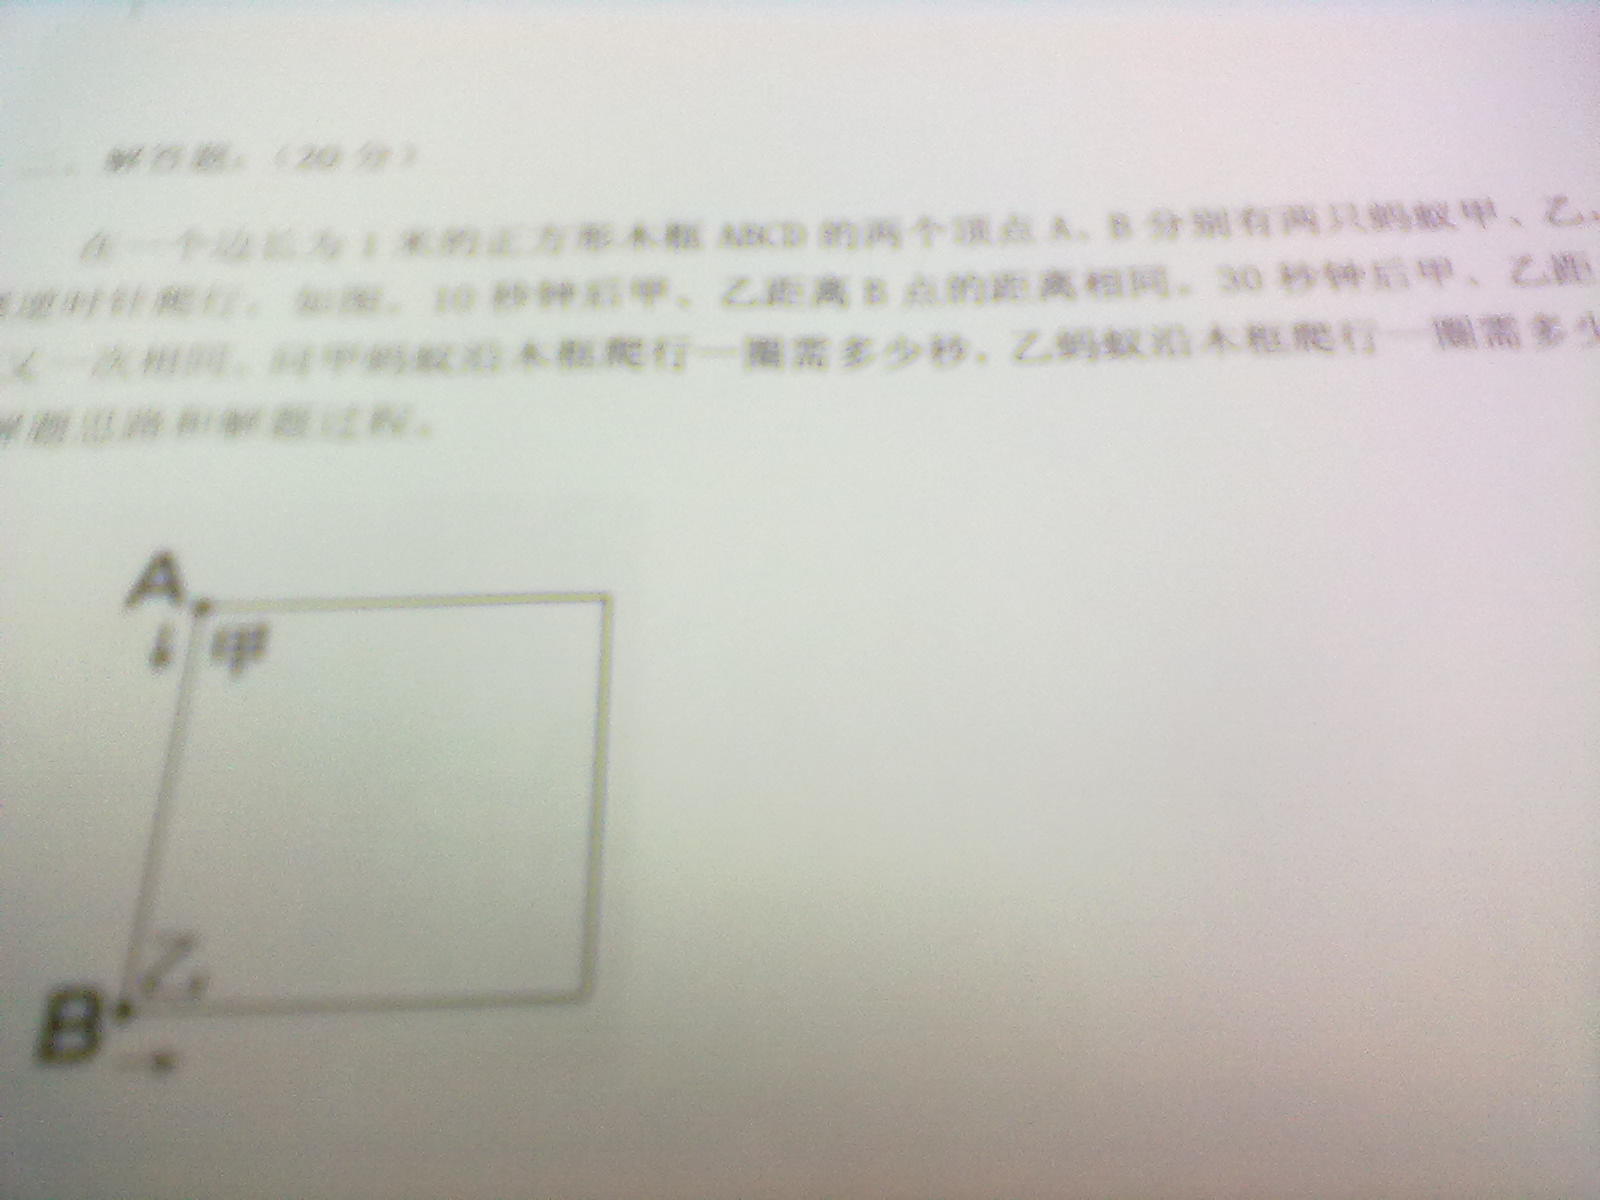 解答题：（20 分）
在一个边长为 1 米的正方形木框 ABCD 的两个顶点 A、B 分别有两只蚂蚁甲、乙，
逆时针爬行。如图。10 秒钟后甲、乙距离 B 点的距离相同。30 秒钟后甲、乙距
又一次相同。问甲蚂蚁沿木框爬行一圈需多少秒，乙蚂蚁沿木框爬行一圈需多少
解题思路和解题过程。
A
甲
乙
B